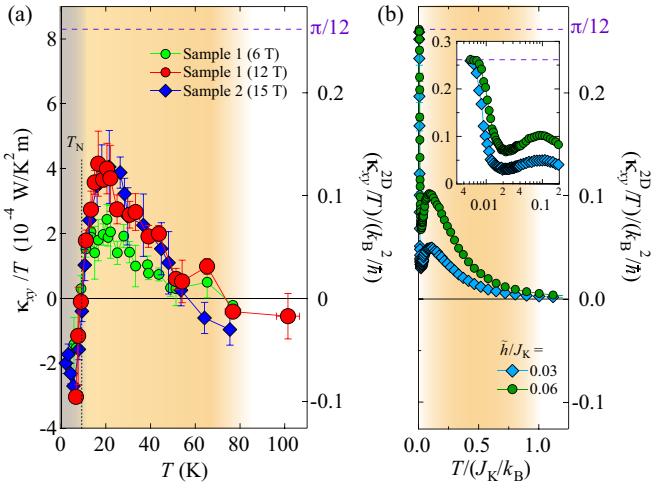 (a)
8
6
4
2
0
-2
-4
κxy/T (10⁻⁴ W/K²m)
0
20
40
60
80
100
T (K)
TN
Sample 1 (6 T)
Sample 1 (12 T)
Sample 2 (15 T)
π/12
0.2
0.1
0
-0.1
(κxy²ᴰ/T)/(kB²/ħ)
(b)
0.3
0.2
0.1
0
4
0.01
2
4
0.1
2
h̃/JK =
0.03
0.06
0.0
0.5
1.0
T/(JK/kB)
π/12
0.2
0.1
0
-0.1
(κxy²ᴰ/T)/(kB²/ħ)